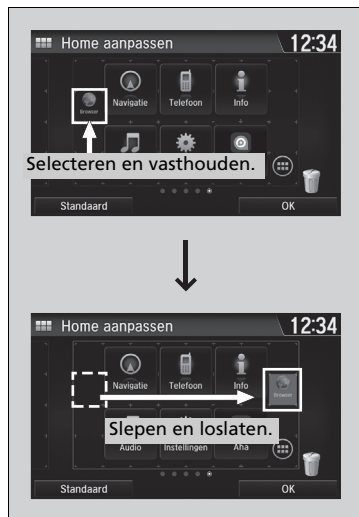 Home aanpassen 12:34
Navigatie Telefoon Info
Browser
Selecteren en vasthouden.
Standaard OK
Home aanpassen 12:34
Navigatie Telefoon Info
Browser
Slepen en loslaten.
Audio Instellingen Aha
Standaard OK